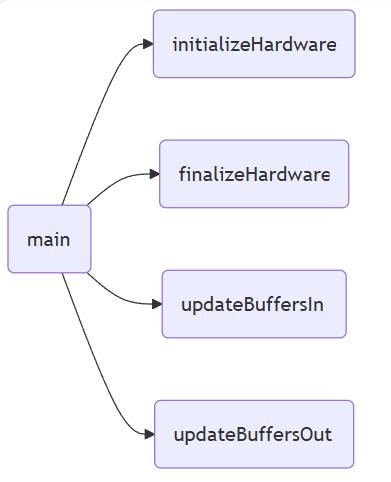 initializeHardware
finalizeHardware
main
updateBuffersIn
updateBuffersOut